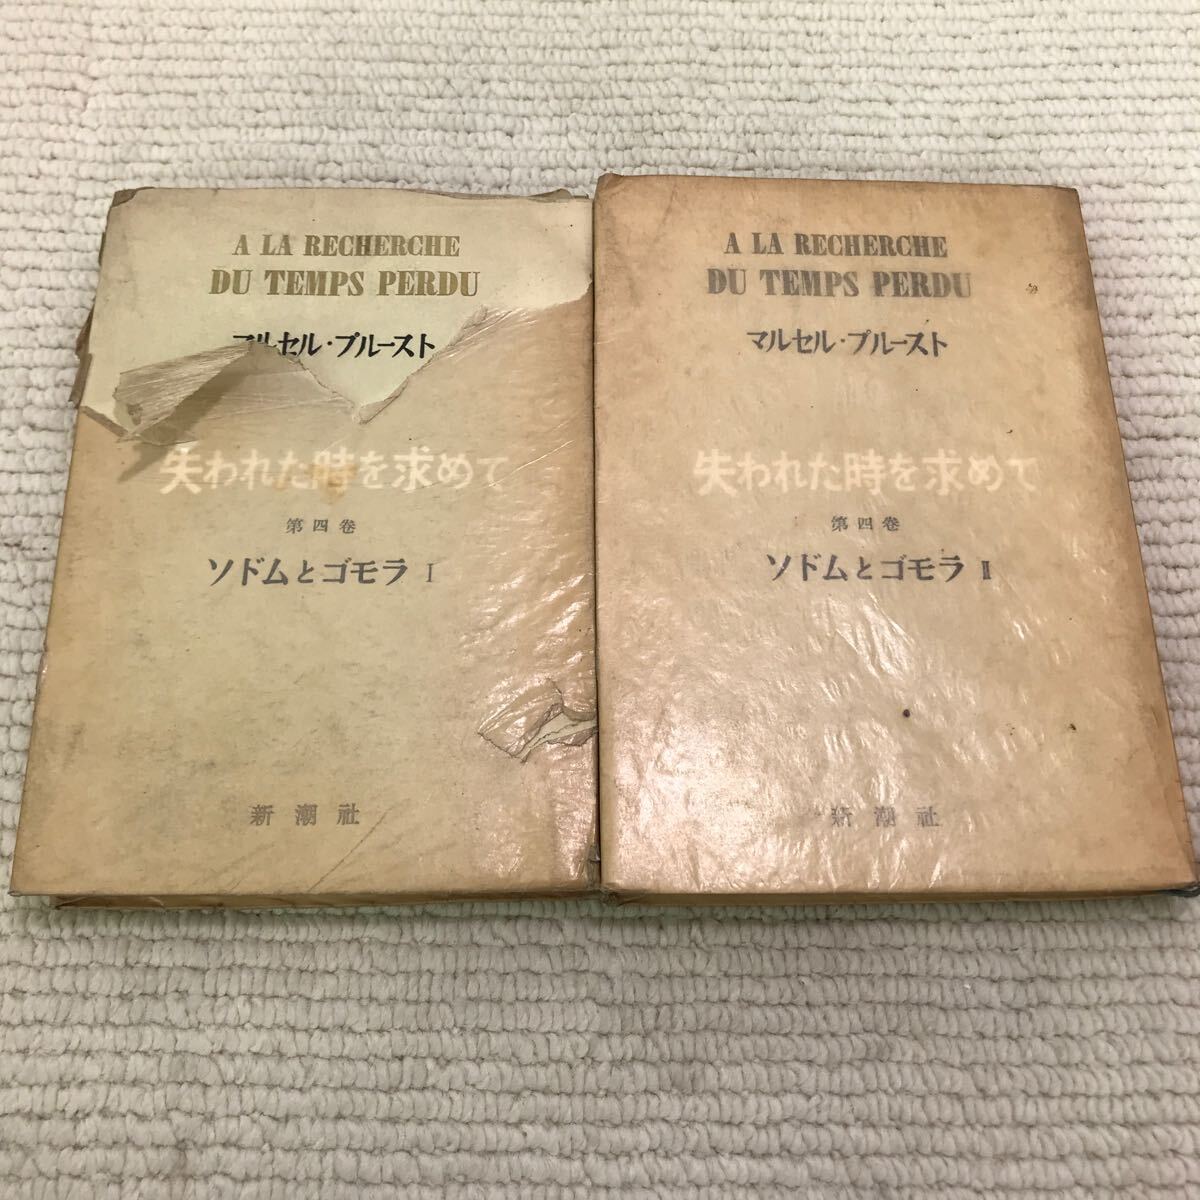 A LA RECHERCHE
DU TEMPS PERDU
マルセル・プルースト
失われた時を求めて
第四巻
ソドムとゴモラ I
新潮社
A LA RECHERCHE
DU TEMPS PERDU
マルセル・プルースト
失われた時を求めて
第四巻
ソドムとゴモラ II
新潮社